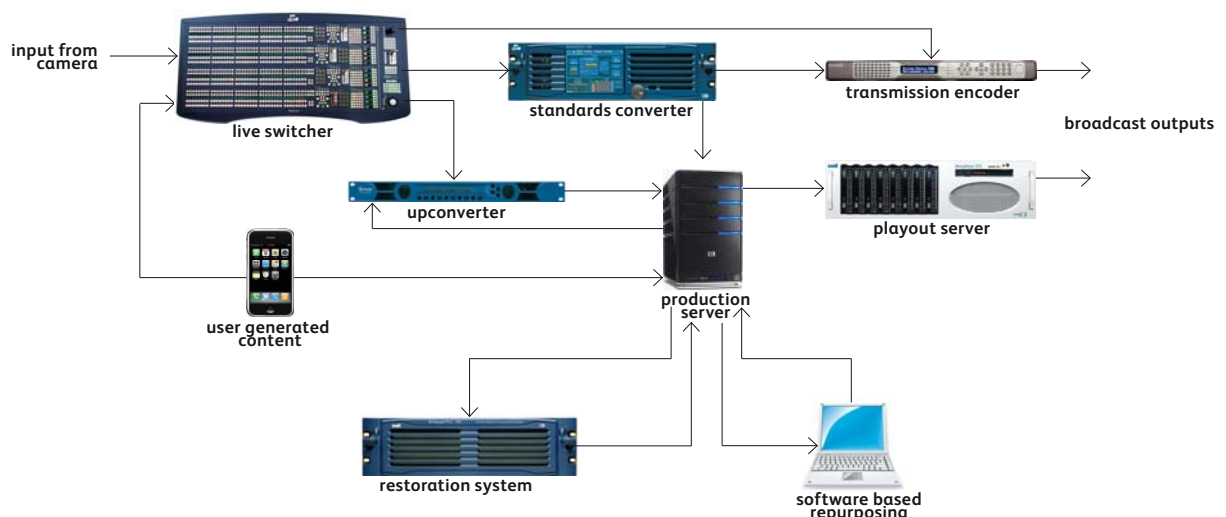 input from
camera
live switcher
standards converter
transmission encoder
broadcast outputs
upconverter
playout server
user generated
content
production
server
restoration system
software based
repurposing